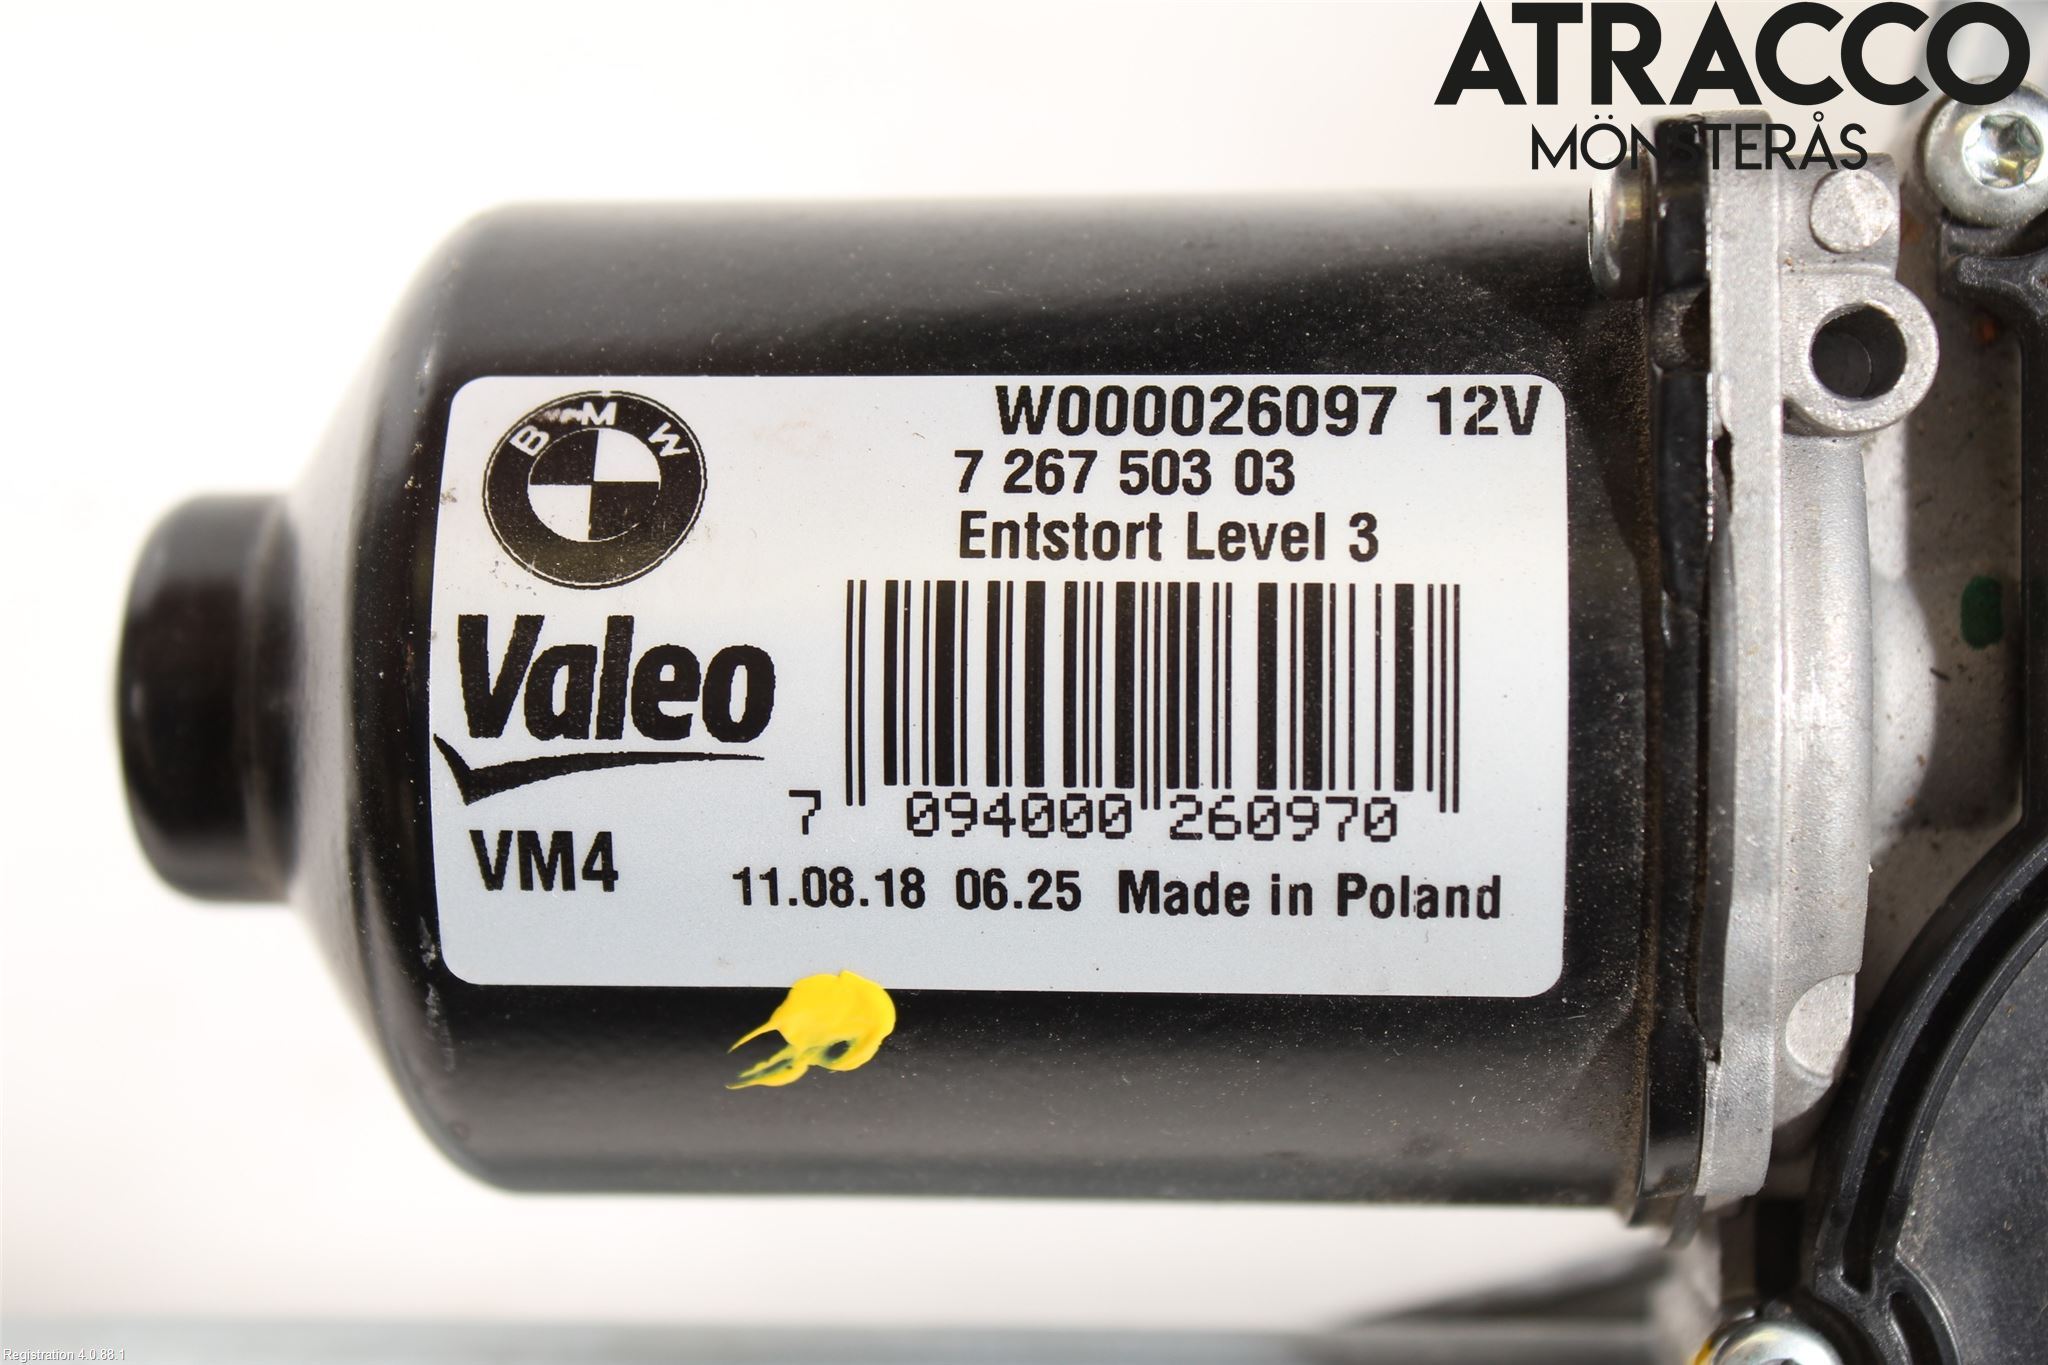 ATRACCO
MÖNSTERÅS
BMW
W000026097 12V
7 267 503 03
Entstort Level 3
Valeo
7 094000 260970
VM4
11.08.18 06.25 Made in Poland
Registration 4.0.88.1